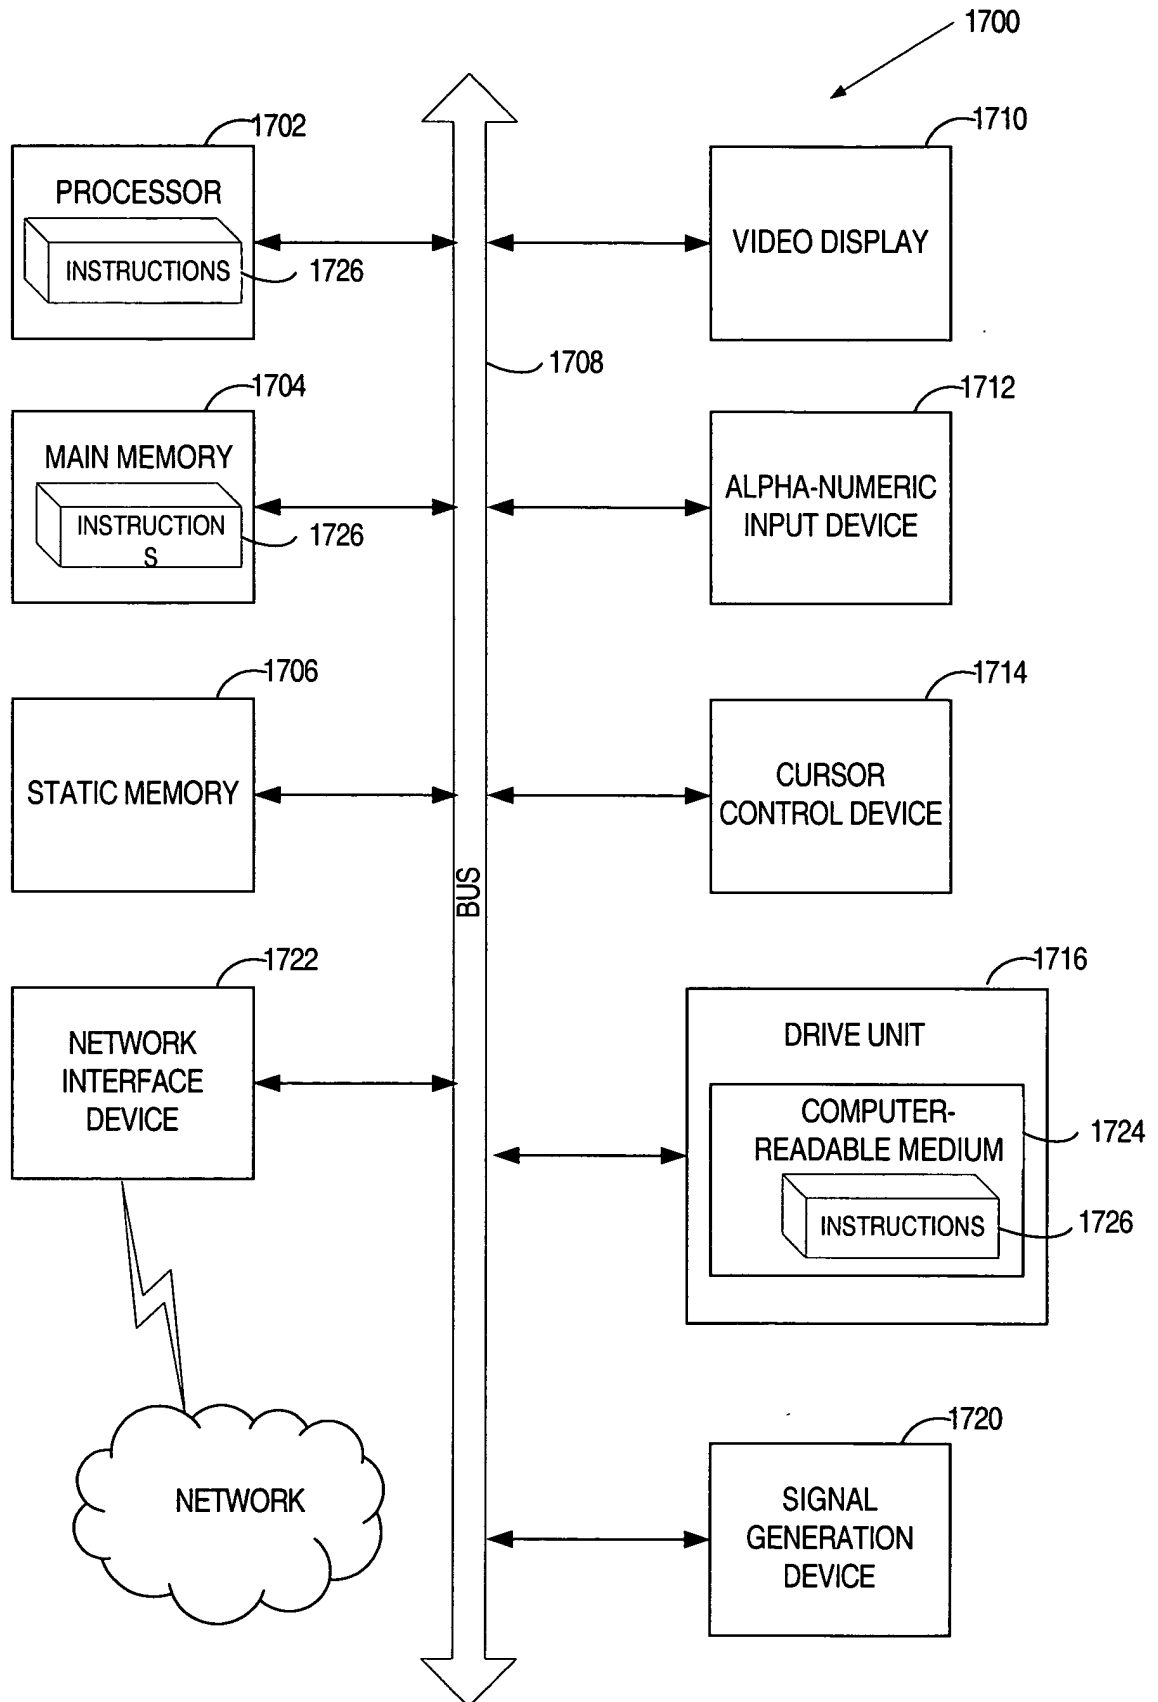 1700
1702
PROCESSOR
INSTRUCTIONS
1726
1704
MAIN MEMORY
INSTRUCTION
S
1726
1706
STATIC MEMORY
1722
NETWORK
INTERFACE
DEVICE
NETWORK
1708
BUS
1710
VIDEO DISPLAY
1712
ALPHA-NUMERIC
INPUT DEVICE
1714
CURSOR
CONTROL DEVICE
1716
DRIVE UNIT
COMPUTER-
READABLE MEDIUM
1724
INSTRUCTIONS
1726
1720
SIGNAL
GENERATION
DEVICE